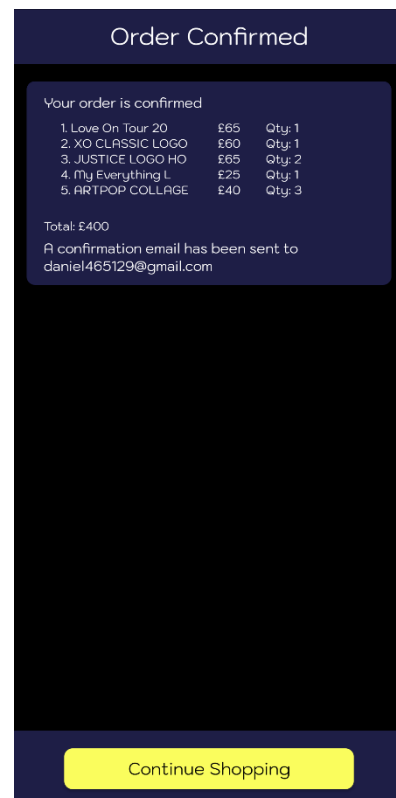 Order Confirmed
Your order is confirmed
1. Love On Tour 20 £65 Qty: 1
2. XO CLASSIC LOGO £60 Qty: 1
3. JUSTICE LOGO HO £65 Qty: 2
4. My Everything L £25 Qty: 1
5. ARTPOP COLLAGE £40 Qty: 3
Total: £400
A confirmation email has been sent to
daniel465129@gmail.com
Continue Shopping